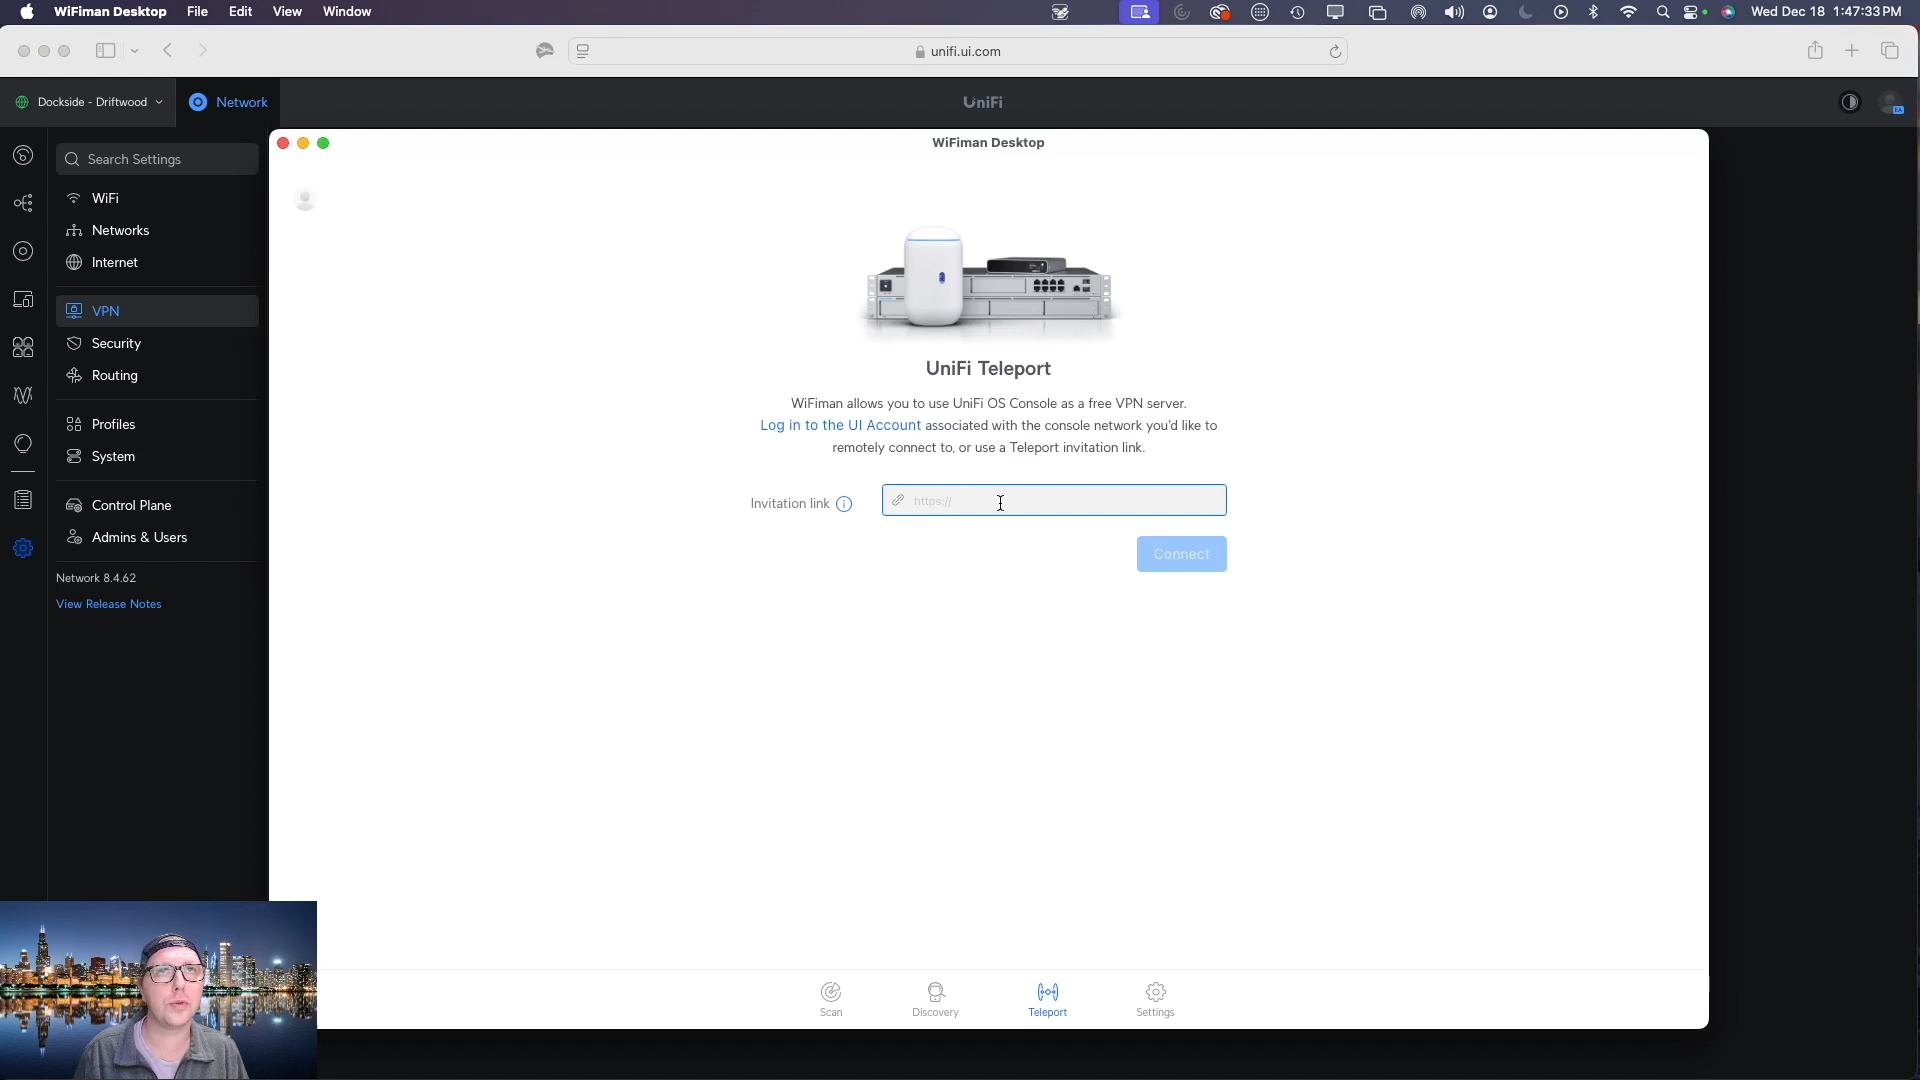 WiFiman Desktop File Edit View Window Wed Dec 18 1:47:33 PM
unifi.ui.com
Dockside - Driftwood Network UniFi
WiFiman Desktop
Search Settings
WiFi
Networks
Internet
VPN
Security
Routing
Profiles
System
Control Plane
Admins & Users
Network 8.4.62
View Release Notes
UniFi Teleport
WiFiman allows you to use UniFi OS Console as a free VPN server.
Log in to the UI Account associated with the console network you'd like to
remotely connect to, or use a Teleport invitation link.
Invitation link https://
Connect
Scan Discovery Teleport Settings